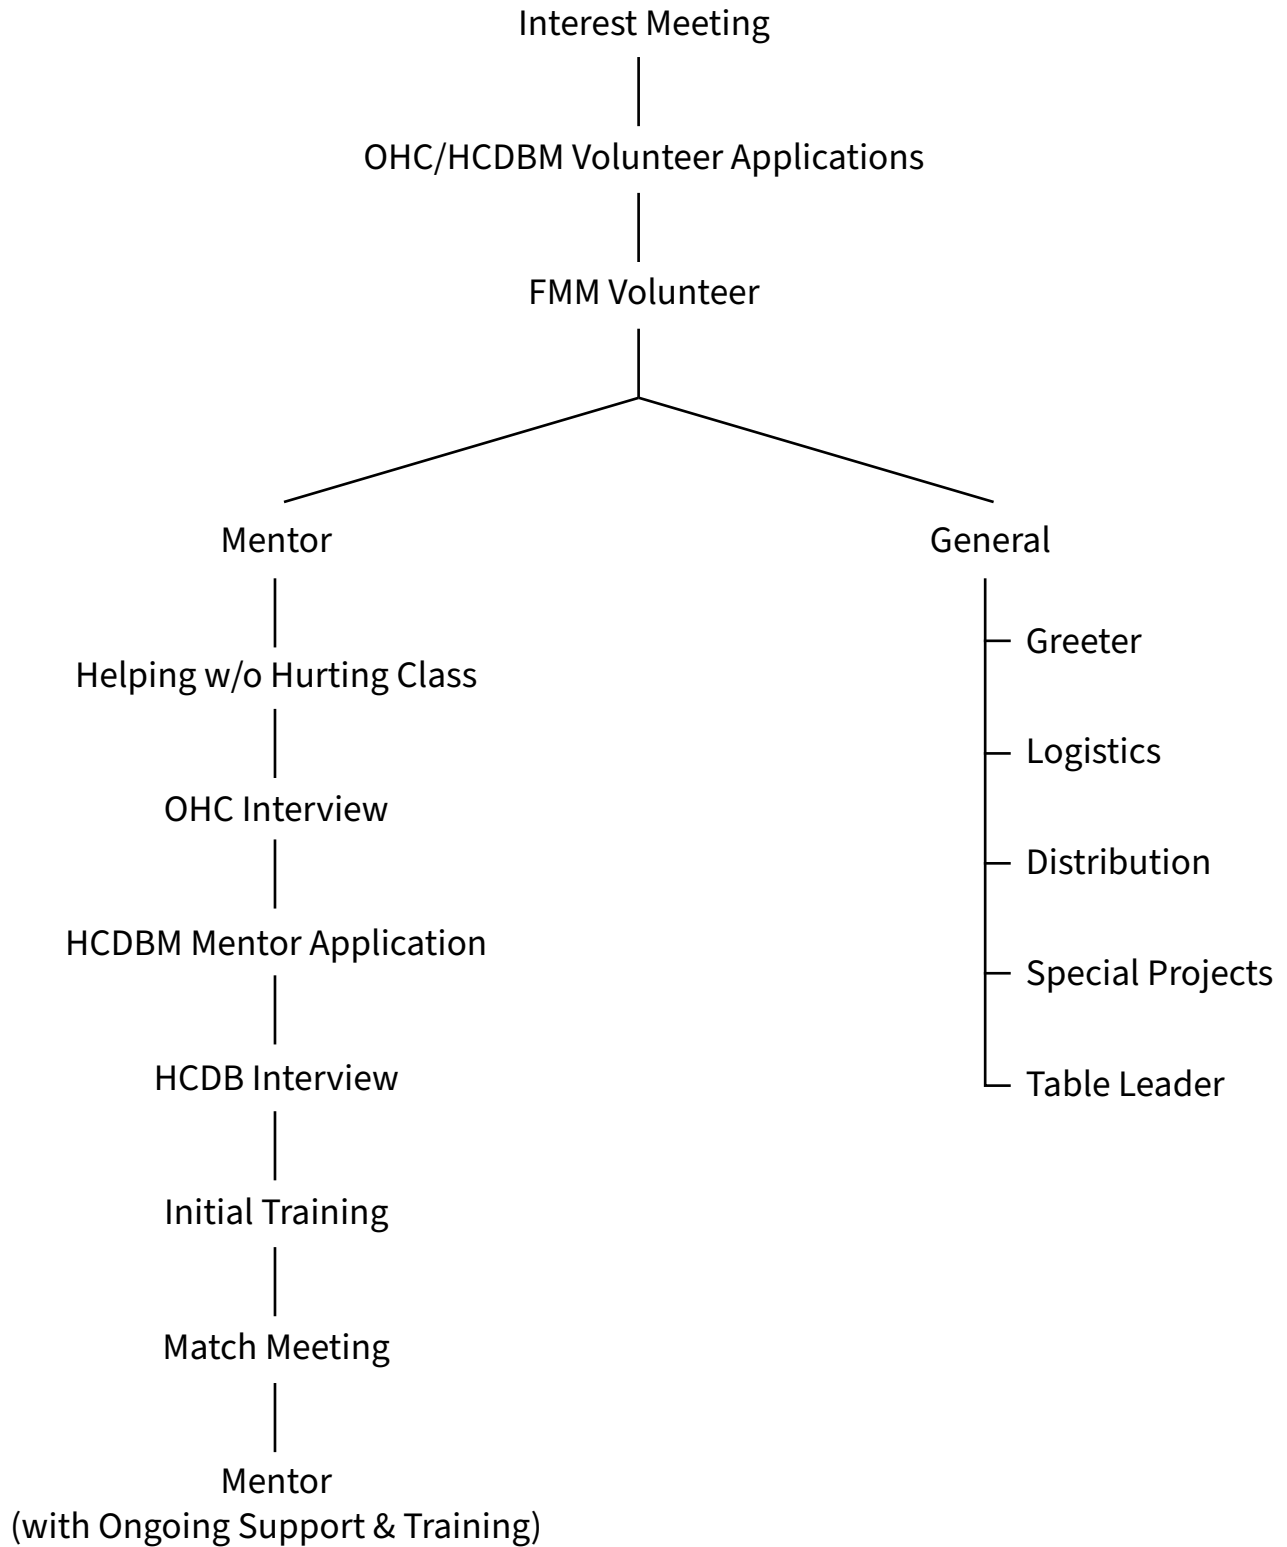 Interest Meeting
OHC/HCDBM Volunteer Applications
FMM Volunteer
Mentor
Helping w/o Hurting Class
OHC Interview
HCDBM Mentor Application
HCDB Interview
Initial Training
Match Meeting
Mentor
(with Ongoing Support & Training)
General
Greeter
Logistics
Distribution
Special Projects
Table Leader